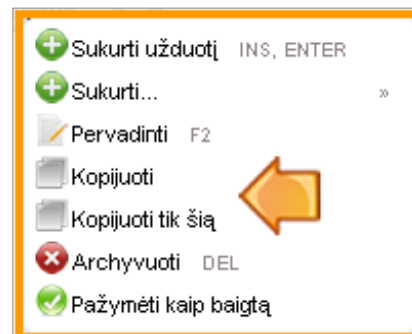 Sukurti užduotį INS, ENTER
Sukurti... »
Pervadinti F2
Kopijuoti
Kopijuoti tik šią
Archyvuoti DEL
Pažymėti kaip baigtą